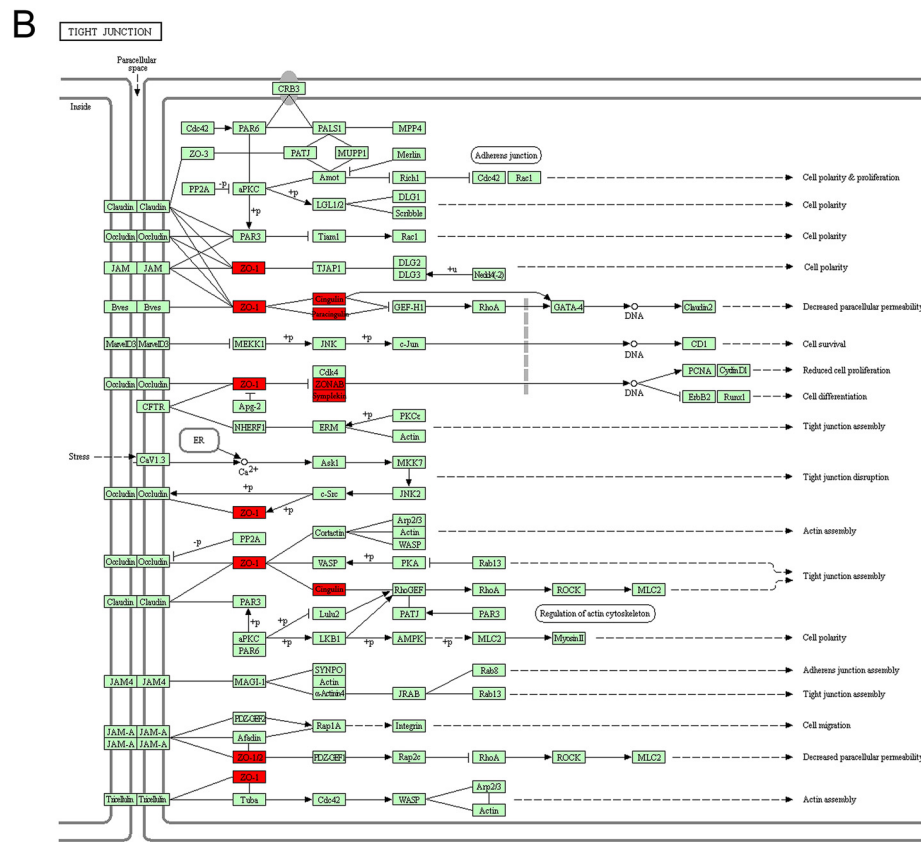 B
TIGHT JUNCTION
Paracellular
space
Inside
CRB3
Cdc42 PAR6 PALS1 MPP4
ZO-3 PATJ MUPP1 Merlin Adherens junction
PP2A -p aPKC Amot Rich1 Cdc42 Rac1 Cell polarity & proliferation
+p +p LGL1/2 DLG1 Cell polarity
Scribble
Claudin Claudin
Occludin Occludin PAR3 Tiam1 Rac1 Cell polarity
JAM JAM ZO-1 TJAP1 DLG2 +u Nedd4(-2) Cell polarity
DLG3
Bves Bves ZO-1 Cingulin GEF-H1 RhoA GATA-4 DNA Claudin2 Decreased paracellular permeability
Paracingulin
MarvelD3 MarvelD3 MEKK1 +p JNK +p c-Jun DNA CD1 Cell survival
Cdk4 PCNA CyclinD1 Reduced cell proliferation
Occludin Occludin ZO-1 ZONAB DNA
Symplekin ErbB2 Runx1 Cell differentiation
CFTR Apg-2
NHERF1 ERM +p PKCε Tight junction assembly
Actin
ER
Stress CaV1.3 Ca2+ Ask1 MKK7
Tight junction disruption
Occludin Occludin +p c-Src JNK2
ZO-1 +p
PP2A -p Cortactin Arp2/3 Actin assembly
Actin
WASP
Occludin Occludin ZO-1 VASP +p PKA Rab13
Tight junction assembly
Cingulin RhoGEF RhoA ROCK MLC2
Claudin Claudin PAR3 Lulu2 PATJ PAR3 Regulation of actin cytoskeleton
+p +p
aPKC +p LKB1 +p AMPK +p MLC2 MyosinII Cell polarity
PAR6
SYNPO Rab8 Adherens junction assembly
JAM4 JAM4 MAGI-1 Actin
α-Actinin4 JRAB Rab13 Tight junction assembly
PDZ-GEF2 Rap1A Integrin Cell migration
JAM-A JAM-A Afadin
JAM-A JAM-A
ZO-1/2 PDZ-GEF1 Rap2c RhoA ROCK MLC2 Decreased paracellular permeability
ZO-1
Tricellulin Tricellulin Tuba Cdc42 WASP Arp2/3 Actin assembly
Actin